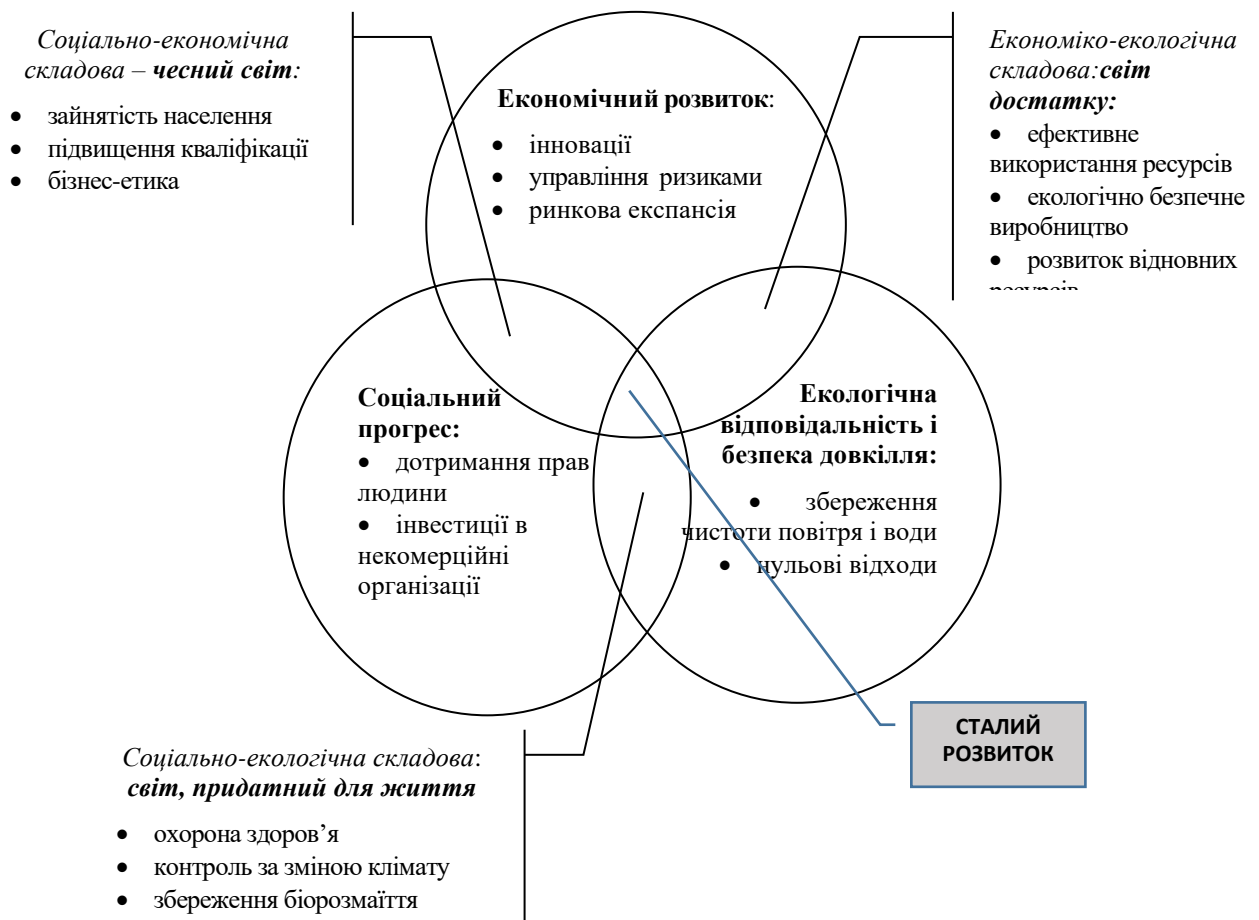 Соціально-економічна
складова – чесний світ:
• зайнятість населення
• підвищення кваліфікації
• бізнес-етика
Економічний розвиток:
• інновації
• управління ризиками
• ринкова експансія
Економіко-екологічна
складова:світ
достатку:
• ефективне
використання ресурсів
• екологічно безпечне
виробництво
• розвиток відновних
ресурсів
Соціальний
прогрес:
• дотримання прав
людини
• інвестиції в
некомерційні
організації
Екологічна
відповідальність і
безпека довкілля:
• збереження
чистоти повітря і води
• нульові відходи
СТАЛИЙ
РОЗВИТОК
Соціально-екологічна складова:
світ, придатний для життя
• охорона здоров’я
• контроль за зміною клімату
• збереження біорозмаїття